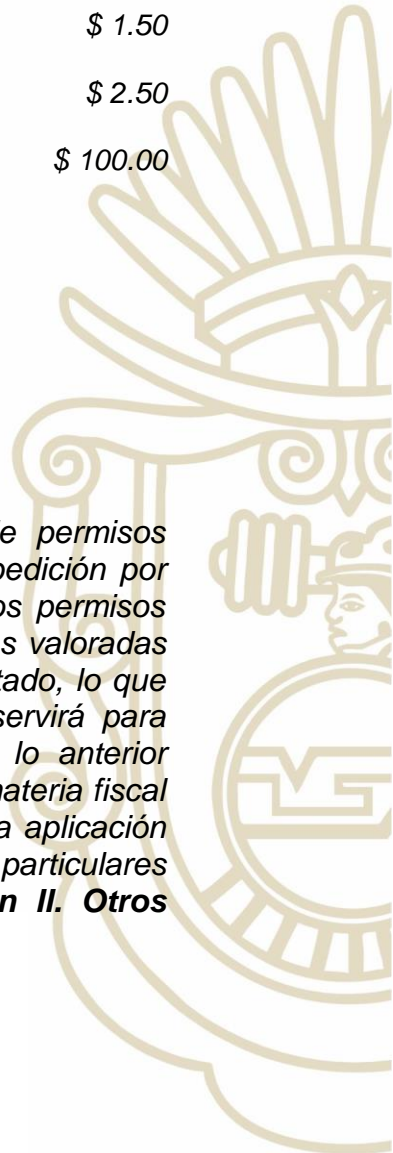 $ 1.50
$ 2.50
$ 100.00
permisos
pedición por
permisos
valoradas
tado, lo que
servirá para
lo anterior
materia fiscal
aplicación
particulares
II. Otros